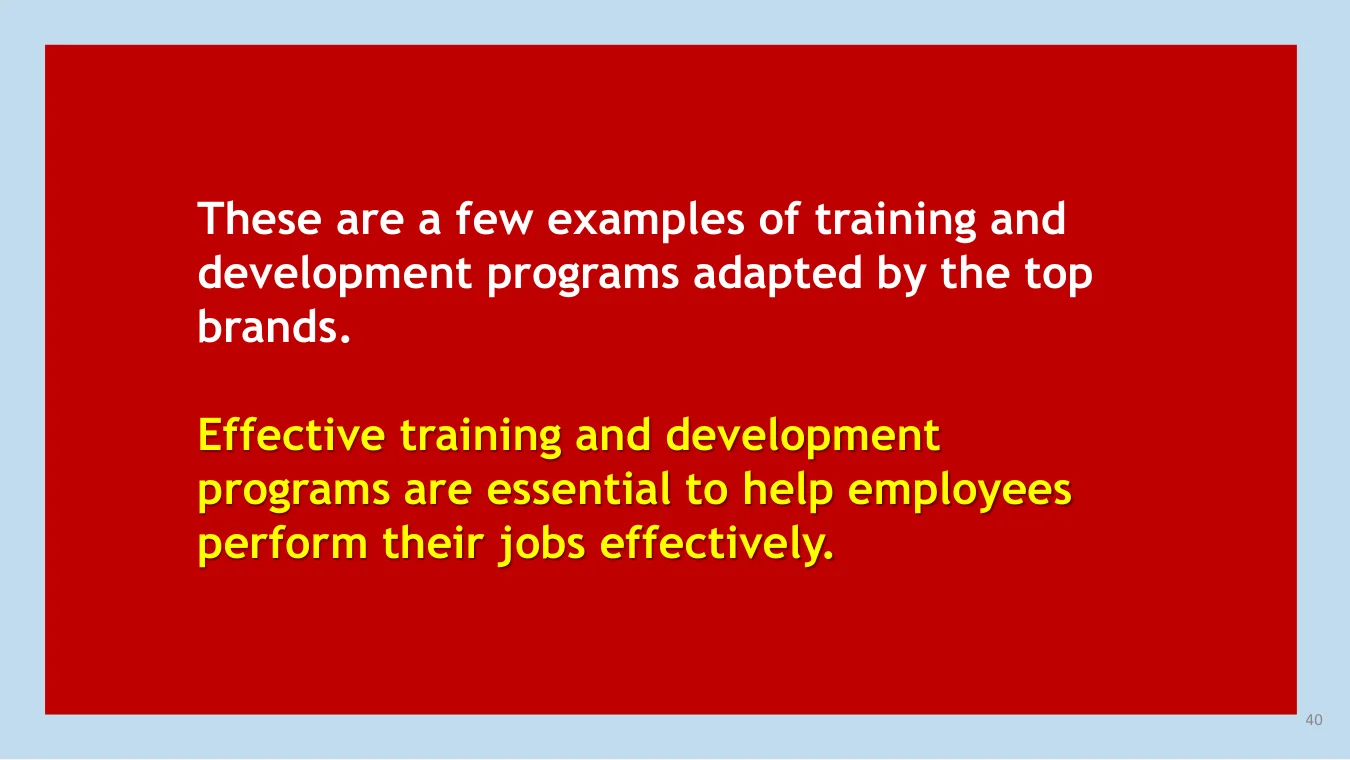 These are a few examples of training and
development programs adapted by the top
brands.
Effective training and development
programs are essential to help employees
perform their jobs effectively.
40